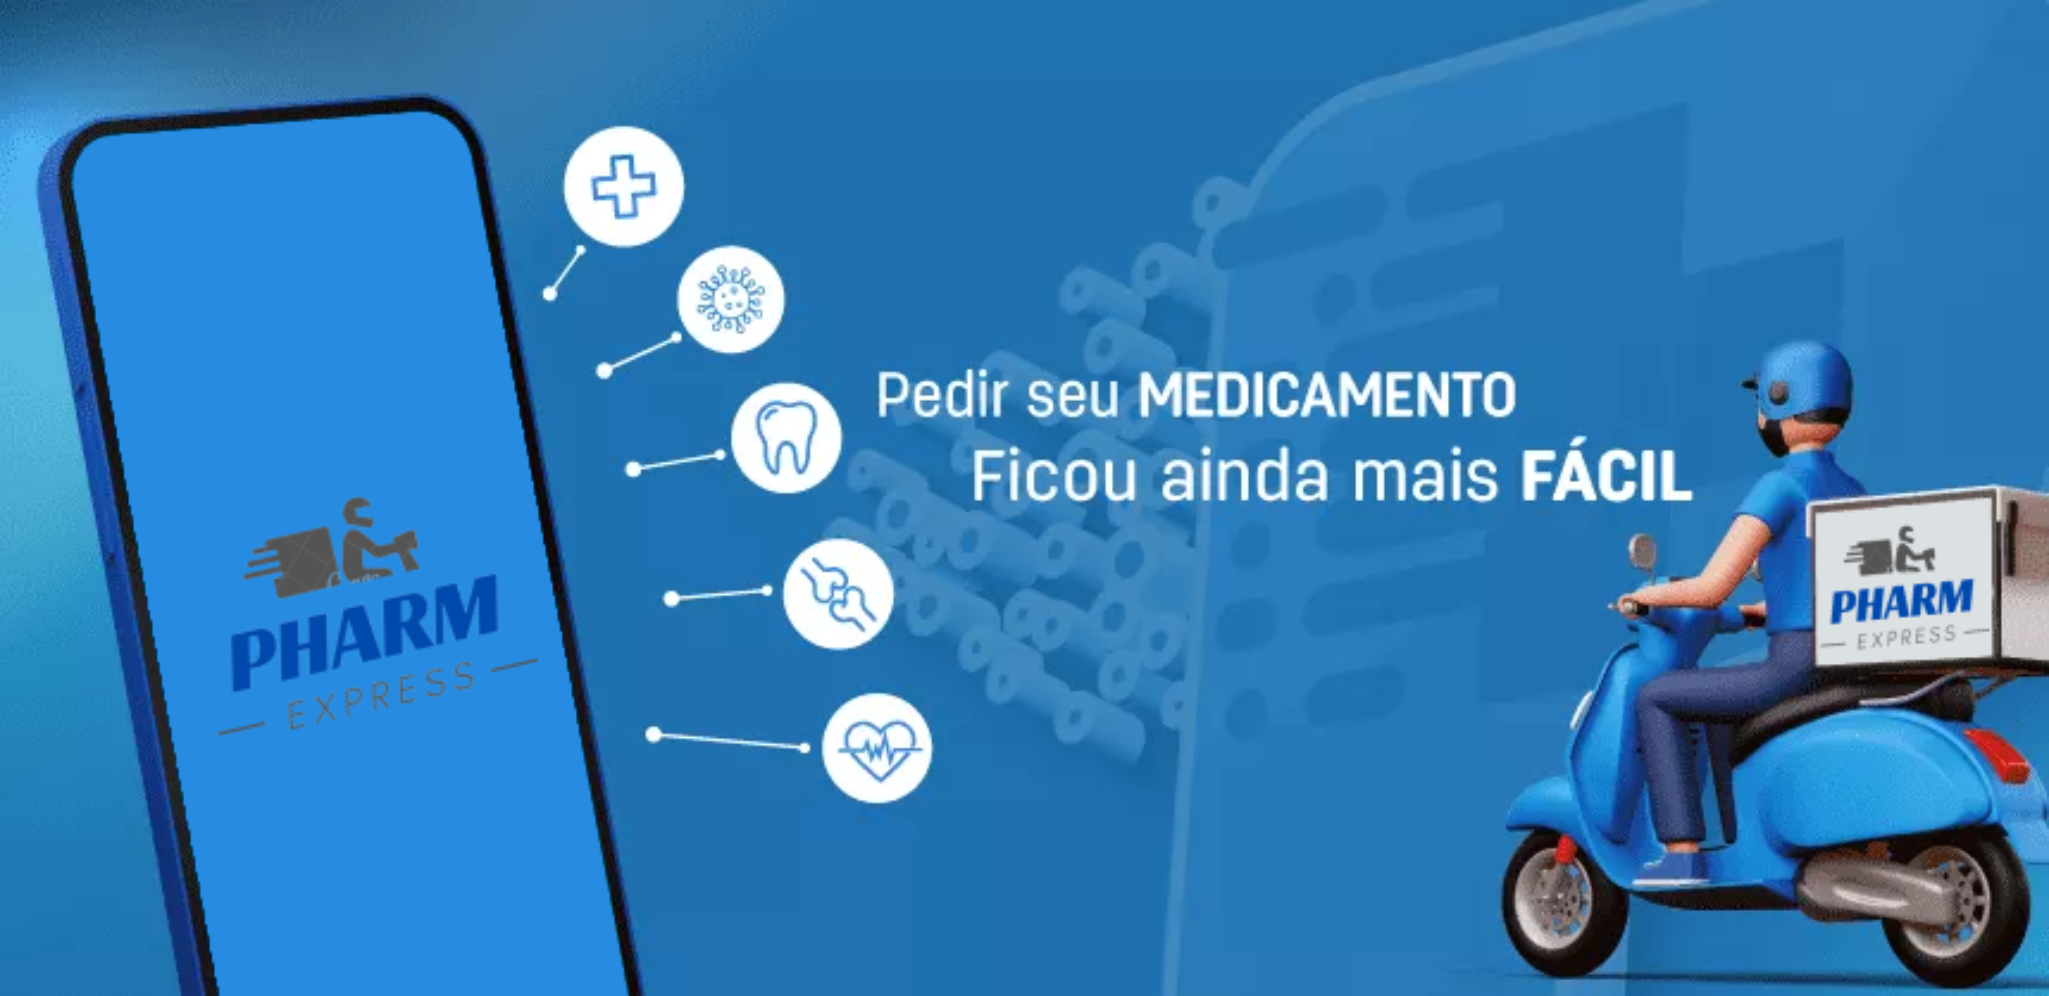 Pedir seu MEDICAMENTO
Ficou ainda mais FÁCIL
PHARM
EXPRESS
PHARM
EXPRESS